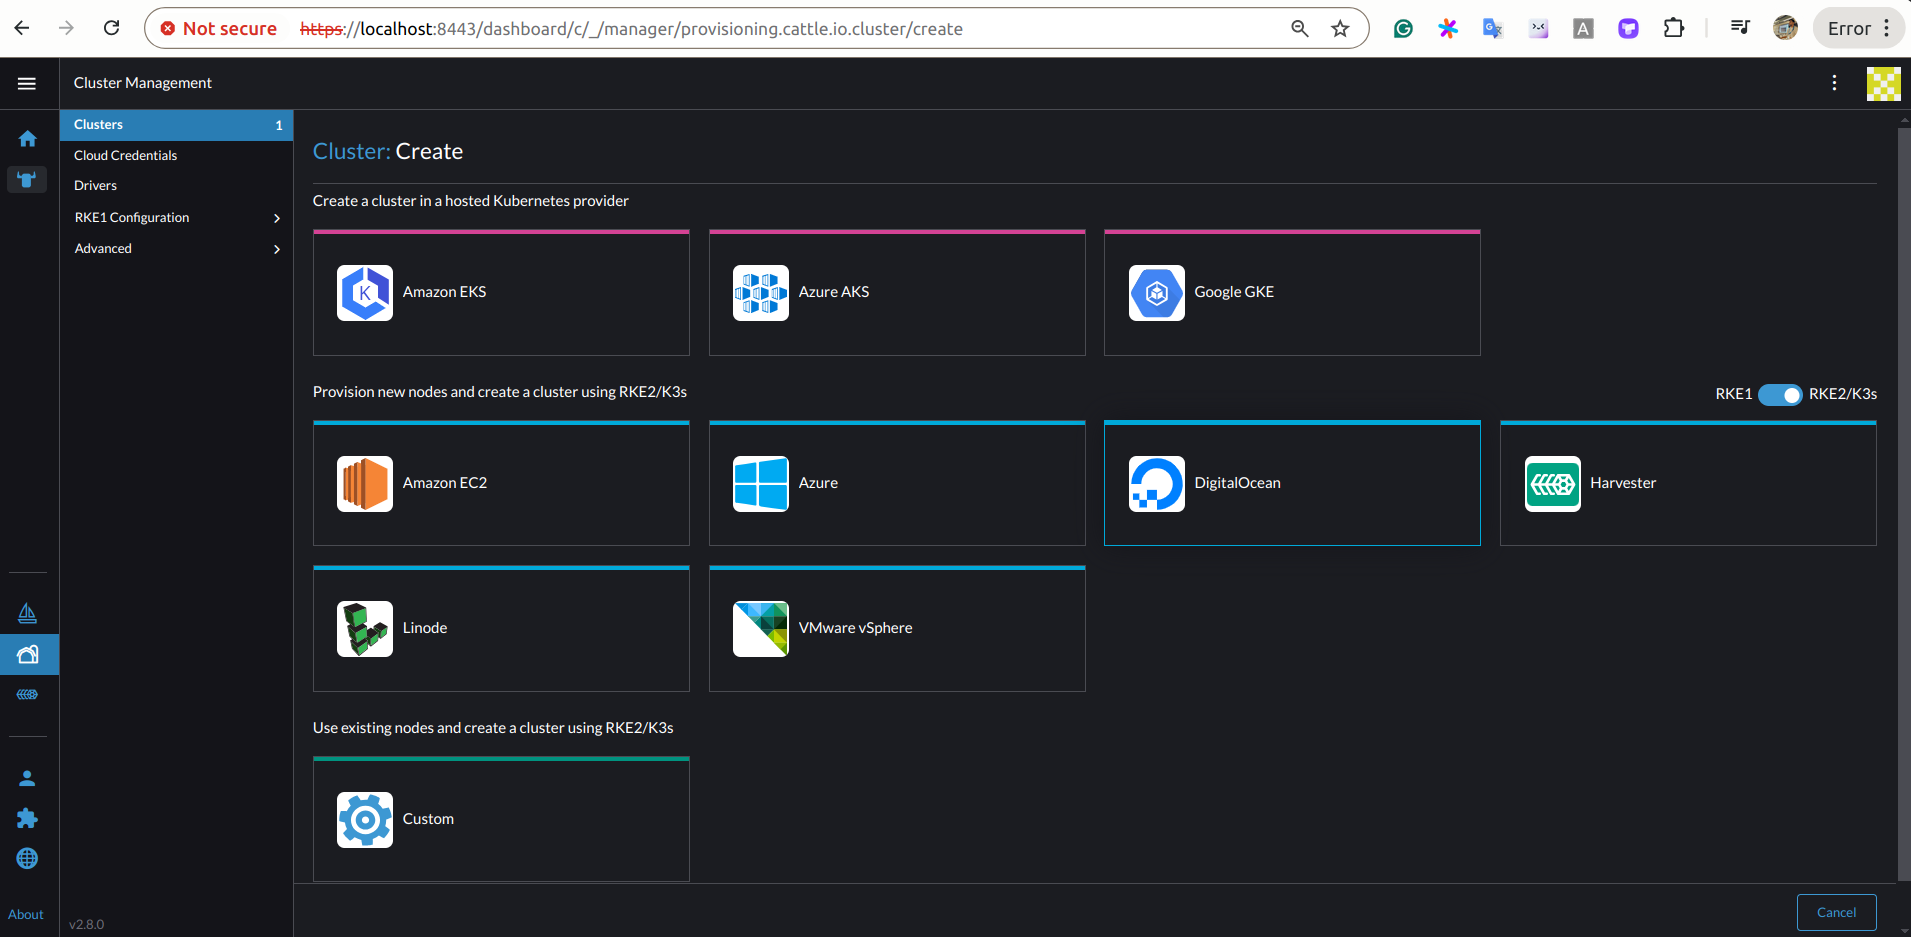 Not secure https://localhost:8443/dashboard/c/_/manager/provisioning.cattle.io.cluster/create Error
Cluster Management
Clusters 1
Cloud Credentials
Drivers
RKE1 Configuration
Advanced
Cluster: Create
Create a cluster in a hosted Kubernetes provider
Amazon EKS
Azure AKS
Google GKE
Provision new nodes and create a cluster using RKE2/K3s
RKE1 RKE2/K3s
Amazon EC2
Azure
DigitalOcean
Harvester
Linode
VMware vSphere
Use existing nodes and create a cluster using RKE2/K3s
Custom
Cancel
About
v2.8.0